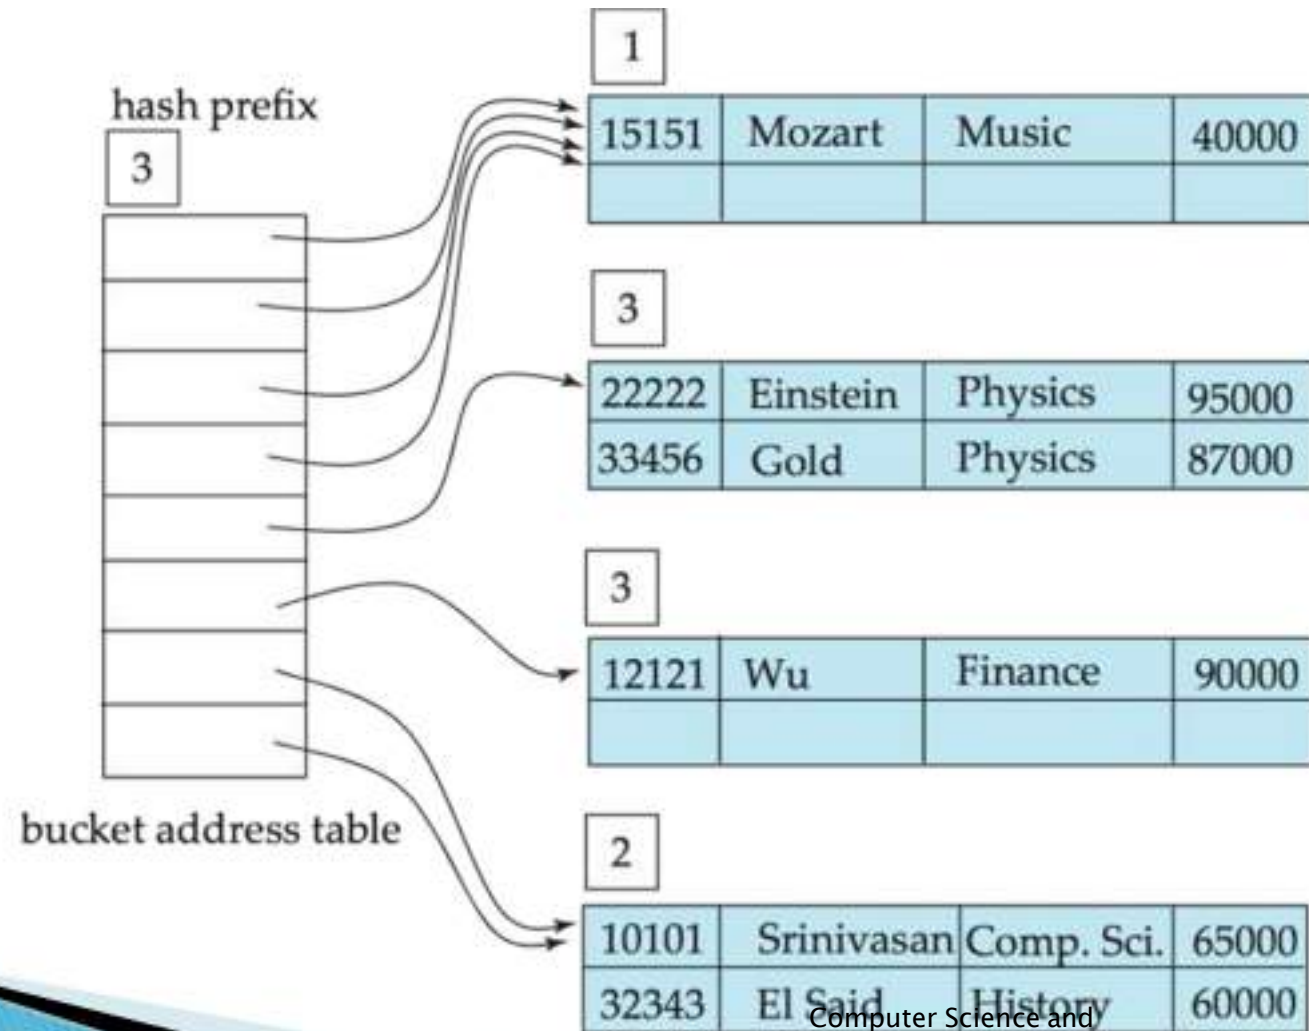 hash prefix
3
bucket address table
1
15151 Mozart Music 40000
3
22222 Einstein Physics 95000
33456 Gold Physics 87000
3
12121 Wu Finance 90000
2
10101 Srinivasan Comp. Sci. 65000
32343 El Said History 60000
Computer Science and